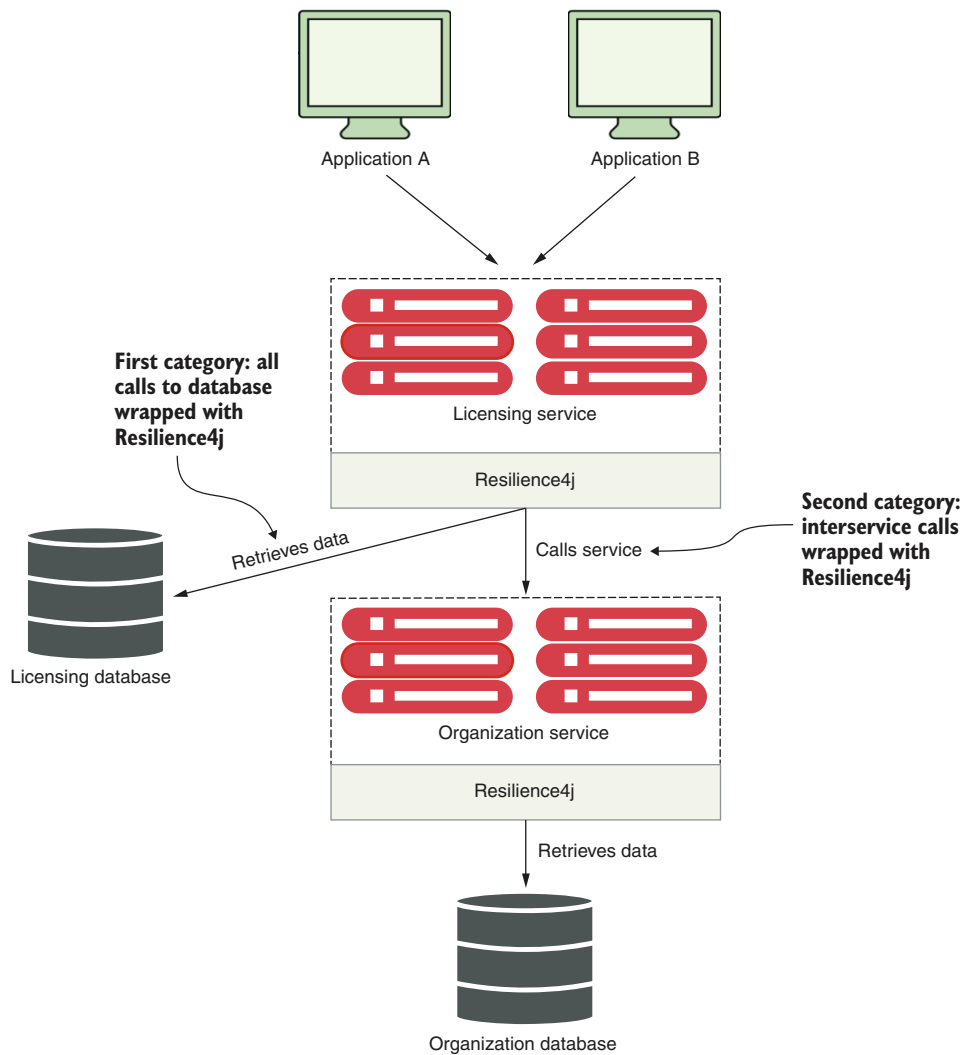 Application A
Application B
Licensing service
Resilience4j
First category: all
calls to database
wrapped with
Resilience4j
Retrieves data
Calls service
Second category:
interservice calls
wrapped with
Resilience4j
Licensing database
Organization service
Resilience4j
Retrieves data
Organization database